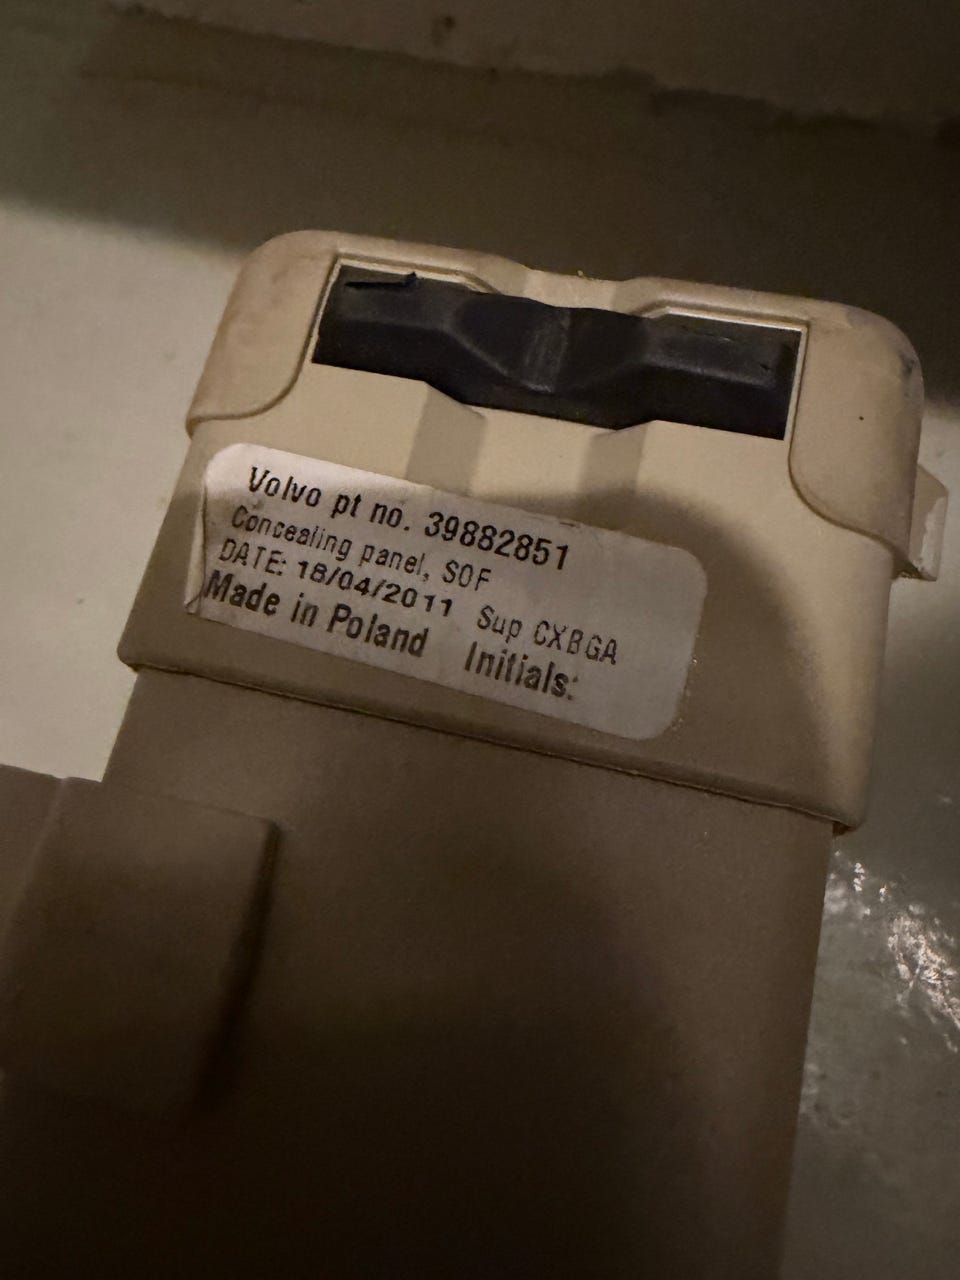 Volvo pt no. 39882851
Concealing panel, SOF
DATE: 18/04/2011 Sup CXBGA
Made in Poland Initials: